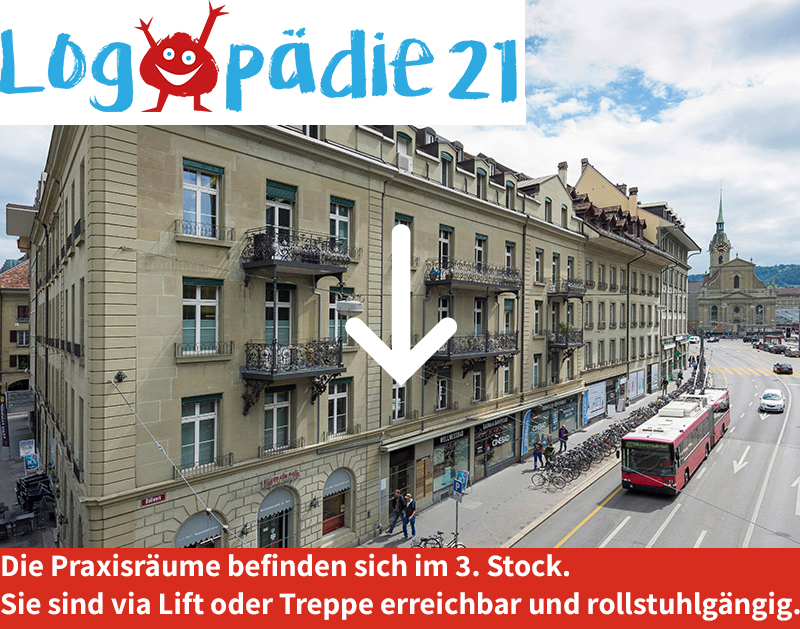 Logopädie 21
Die Praxisräume befinden sich im 3. Stock.
Sie sind via Lift oder Treppe erreichbar und rollstuhlgängig.